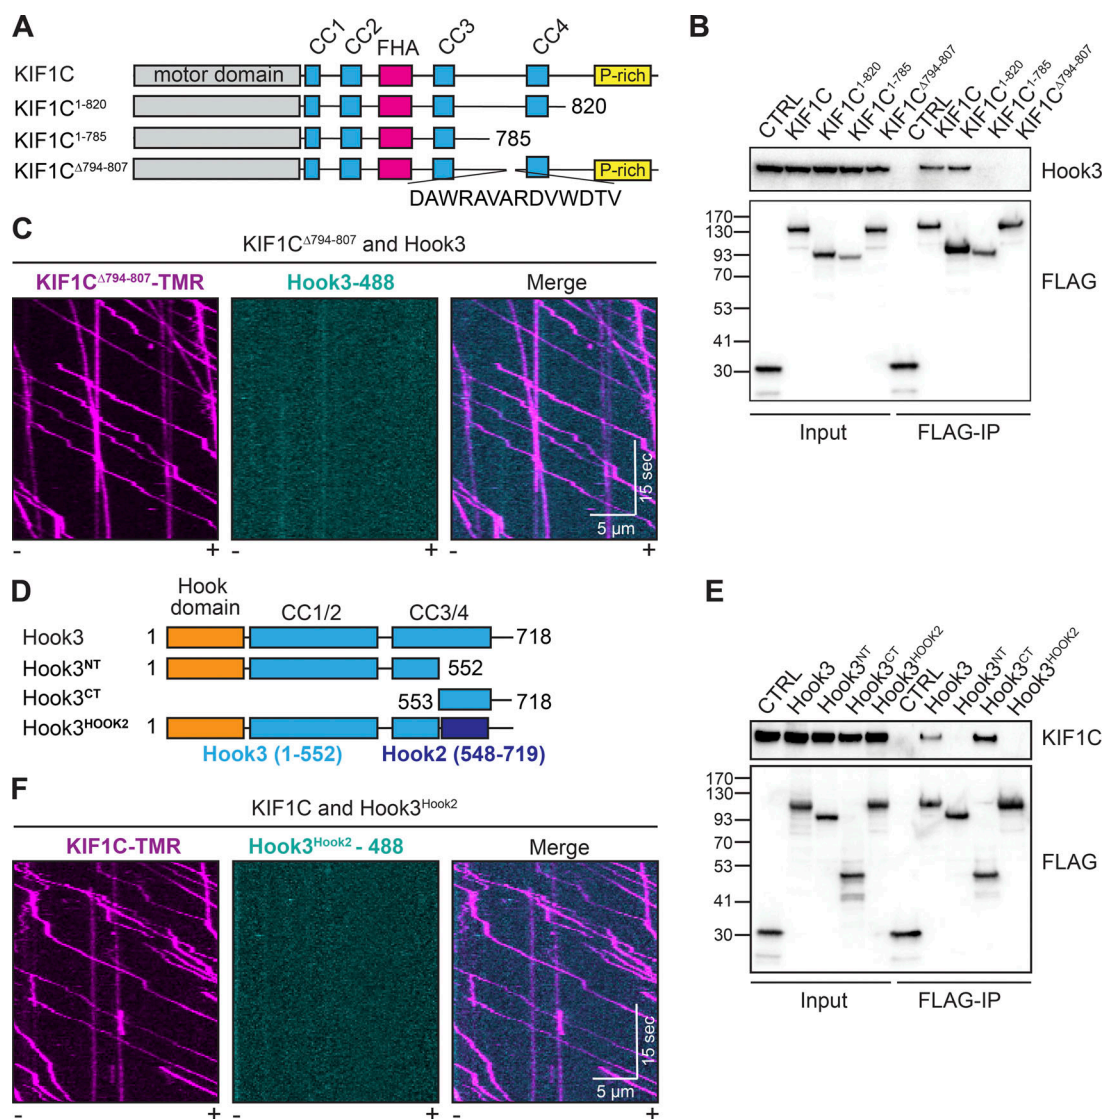 A
CC1 CC2 FHA CC3 CC4
KIF1C motor domain P-rich
KIF1C1-820 820
KIF1C1-785 785
KIF1CΔ794-807 P-rich
DAWRAVARDVWDTV
B
CTRL KIF1C KIF1C1-820 KIF1C1-785 KIF1CΔ794-807 CTRL KIF1C KIF1C1-820 KIF1C1-785 KIF1CΔ794-807
Hook3
170
130
93
70
53
41
30
FLAG
Input FLAG-IP
C
KIF1CΔ794-807 and Hook3
KIF1CΔ794-807-TMR Hook3-488 Merge
15 sec
5 µm
- + - + - +
D
Hook domain CC1/2 CC3/4
Hook3 1 718
Hook3NT 1 552
Hook3CT 553 718
Hook3HOOK2 1
Hook3 (1-552) Hook2 (548-719)
E
CTRL Hook3 Hook3NT Hook3CT Hook3HOOK2 CTRL Hook3 Hook3NT Hook3CT Hook3HOOK2
KIF1C
170
130
93
70
53
41
30
FLAG
Input FLAG-IP
F
KIF1C and Hook3Hook2
KIF1C-TMR Hook3Hook2 - 488 Merge
15 sec
5 µm
- + - + - +